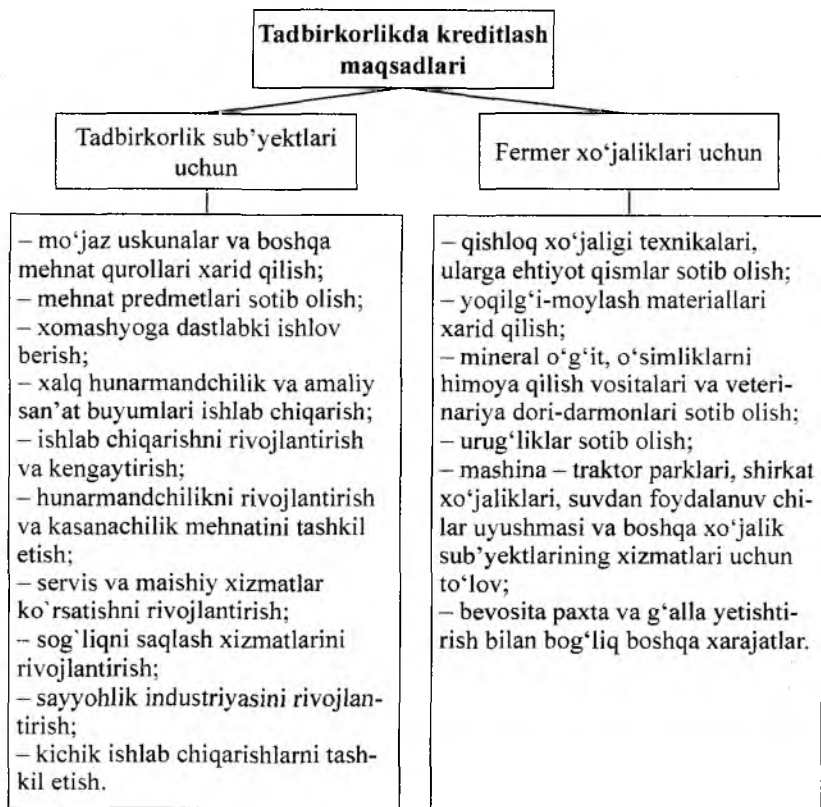 Tadbirkorlikda kreditlash
maqsadlari
Tadbirkorlik sub’yektlari
uchun
Fermer xo‘jaliklari uchun
– mo‘jaz uskunalar va boshqa
mehnat qurollari xarid qilish;
– mehnat predmetlari sotib olish;
– xomashyoga dastlabki ishlov
berish;
– xalq hunarmandchilik va amaliy
san’at buyumlari ishlab chiqarish;
– ishlab chiqarishni rivojlantirish
va kengaytirish;
– hunarmandchilikni rivojlantirish
va kasanachilik mehnatini tashkil
etish;
– servis va maishiy xizmatlar
ko`rsatishni rivojlantirish;
– sog`liqni saqlash xizmatlarini
rivojlantirish;
– sayyohlik industriyasini rivojlan-
tirish;
– kichik ishlab chiqarishlarni tash-
kil etish.
– qishloq xo‘jaligi texnikalari,
ularga ehtiyot qismlar sotib olish;
– yoqilg‘i-moylash materiallari
xarid qilish;
– mineral o‘g‘it, o‘simliklarni
himoya qilish vositalari va veteri-
nariya dori-darmonlari sotib olish;
– urug‘liklar sotib olish;
– mashina – traktor parklari, shirkat
xo‘jaliklari, suvdan foydalanuv chi
lar uyushmasi va boshqa xo‘jalik
sub’yektlarining xizmatlari uchun
to‘lov;
– bevosita paxta va g‘alla yetishti-
rish bilan bog‘liq boshqa xarajatlar.